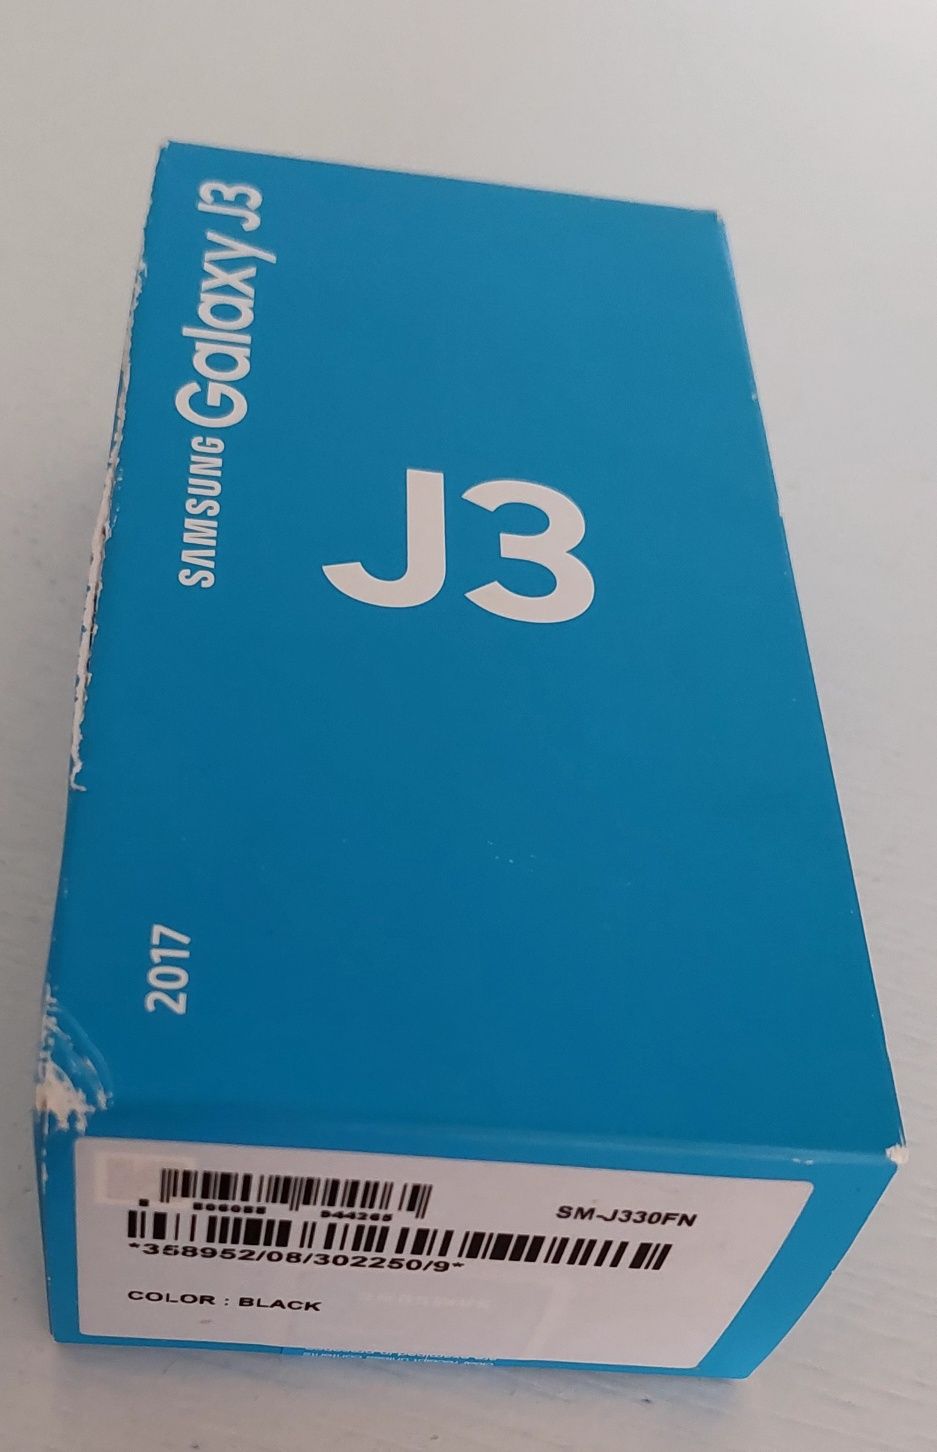 SAMSUNG Galaxy J3
J3
2017
SM-J330FN
*358952/08/302250/9*
COLOR : BLACK